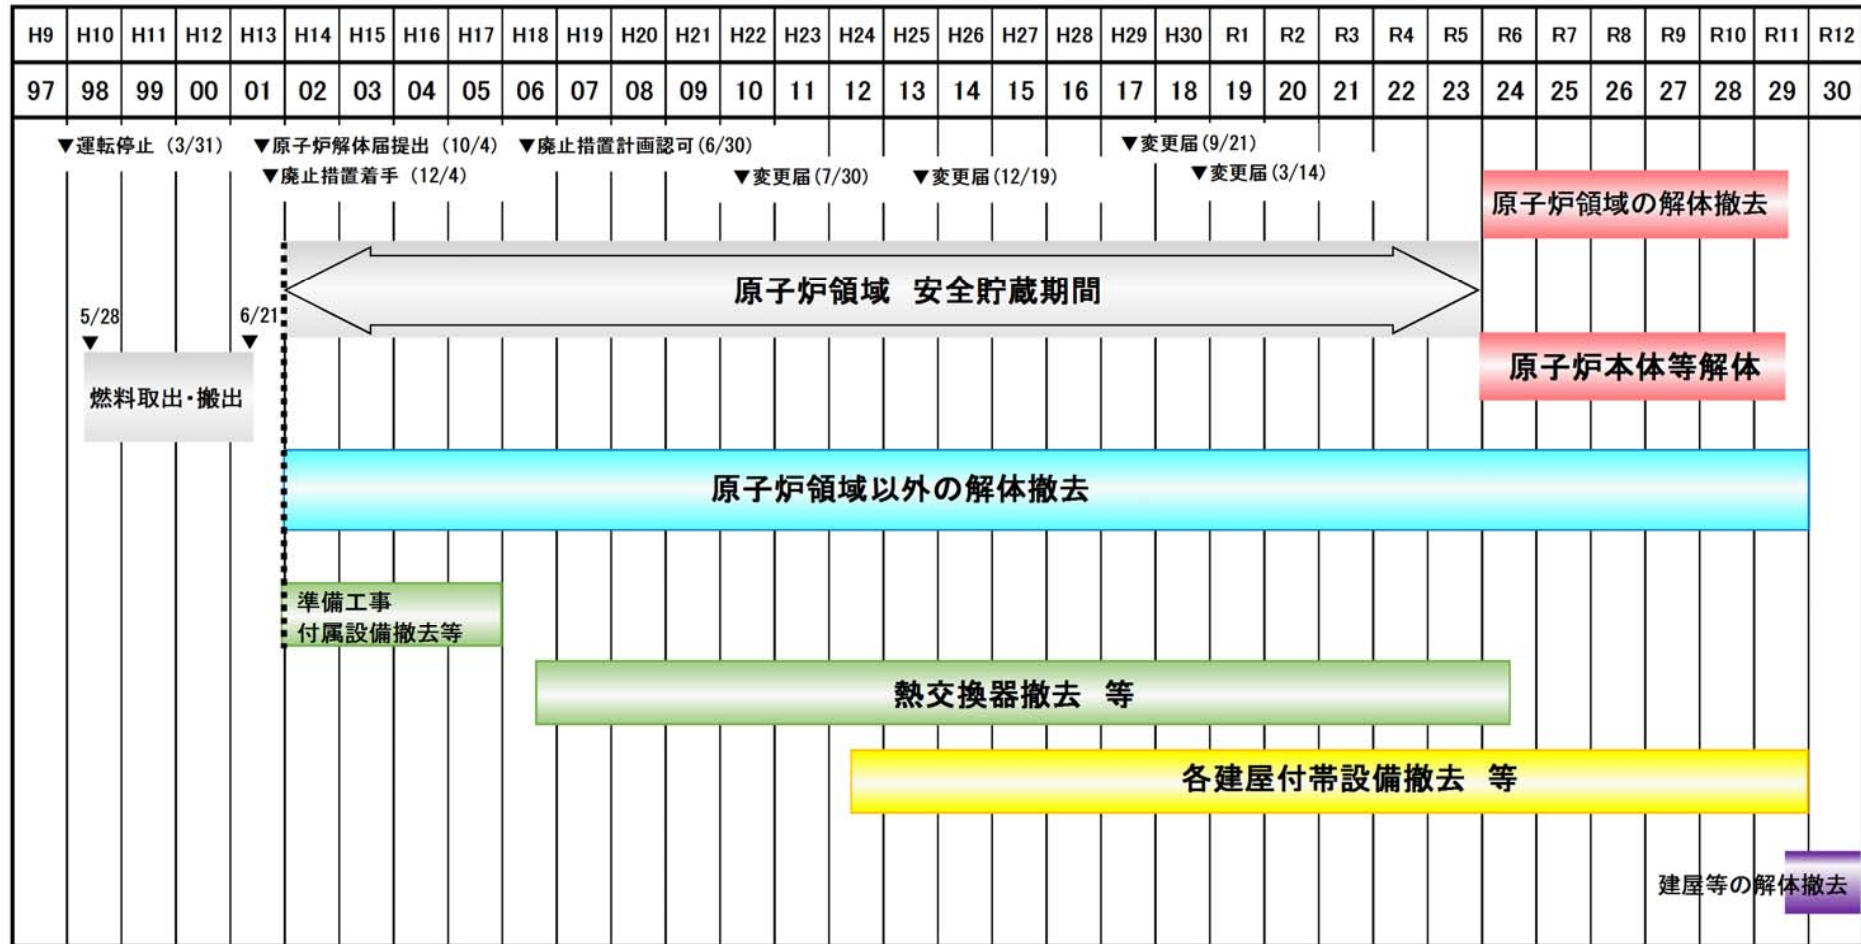 H9 H10 H11 H12 H13 H14 H15 H16 H17 H18 H19 H20 H21 H22 H23 H24 H25 H26 H27 H28 H29 H30 R1 R2 R3 R4 R5 R6 R7 R8 R9 R10 R11 R12
97 98 99 00 01 02 03 04 05 06 07 08 09 10 11 12 13 14 15 16 17 18 19 20 21 22 23 24 25 26 27 28 29 30
▼運転停止（3/31） ▼原子炉解体届提出（10/4） ▼廃止措置計画認可(6/30) ▼変更届(9/21)
▼廃止措置着手（12/4） ▼変更届(7/30) ▼変更届(12/19) ▼変更届(3/14)
原子炉領域の解体撤去
原子炉領域　安全貯蔵期間
5/28 6/21
▼ ▼
原子炉本体等解体
燃料取出・搬出
原子炉領域以外の解体撤去
準備工事
付属設備撤去等
熱交換器撤去　等
各建屋付帯設備撤去　等
建屋等の解体撤去